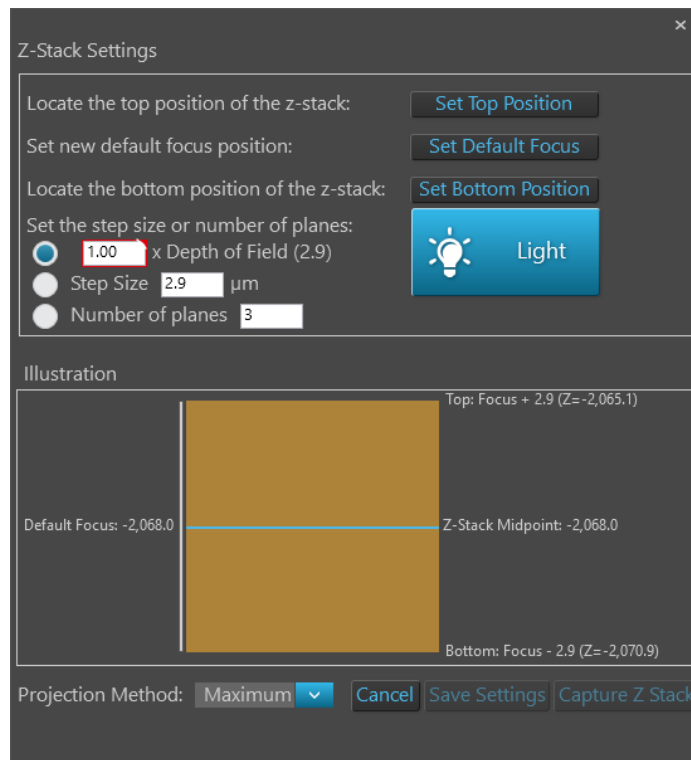 ×
Z-Stack Settings
Locate the top position of the z-stack: Set Top Position
Set new default focus position: Set Default Focus
Locate the bottom position of the z-stack: Set Bottom Position
Set the step size or number of planes:
1.00 x Depth of Field (2.9) Light
Step Size 2.9 µm
Number of planes 3
Illustration
Top: Focus + 2.9 (Z=-2,065.1)
Default Focus: -2,068.0 Z-Stack Midpoint: -2,068.0
Bottom: Focus - 2.9 (Z=-2,070.9)
Projection Method: Maximum Cancel Save Settings Capture Z Stack